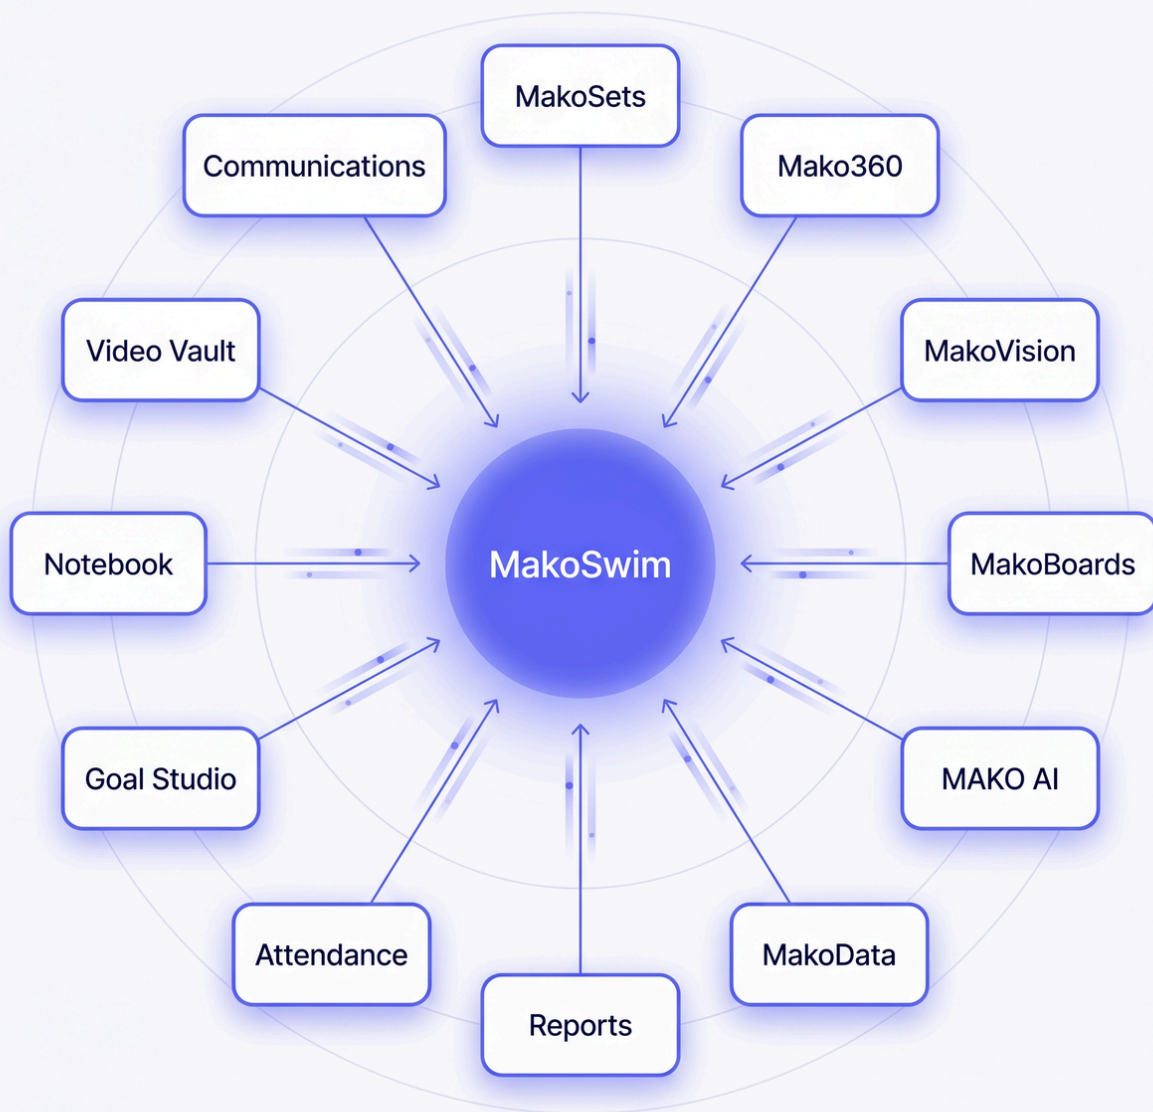 MakoSets
Communications
Mako360
Video Vault
MakoVision
Notebook
MakoSwim
MakoBoards
Goal Studio
MAKO AI
Attendance
MakoData
Reports